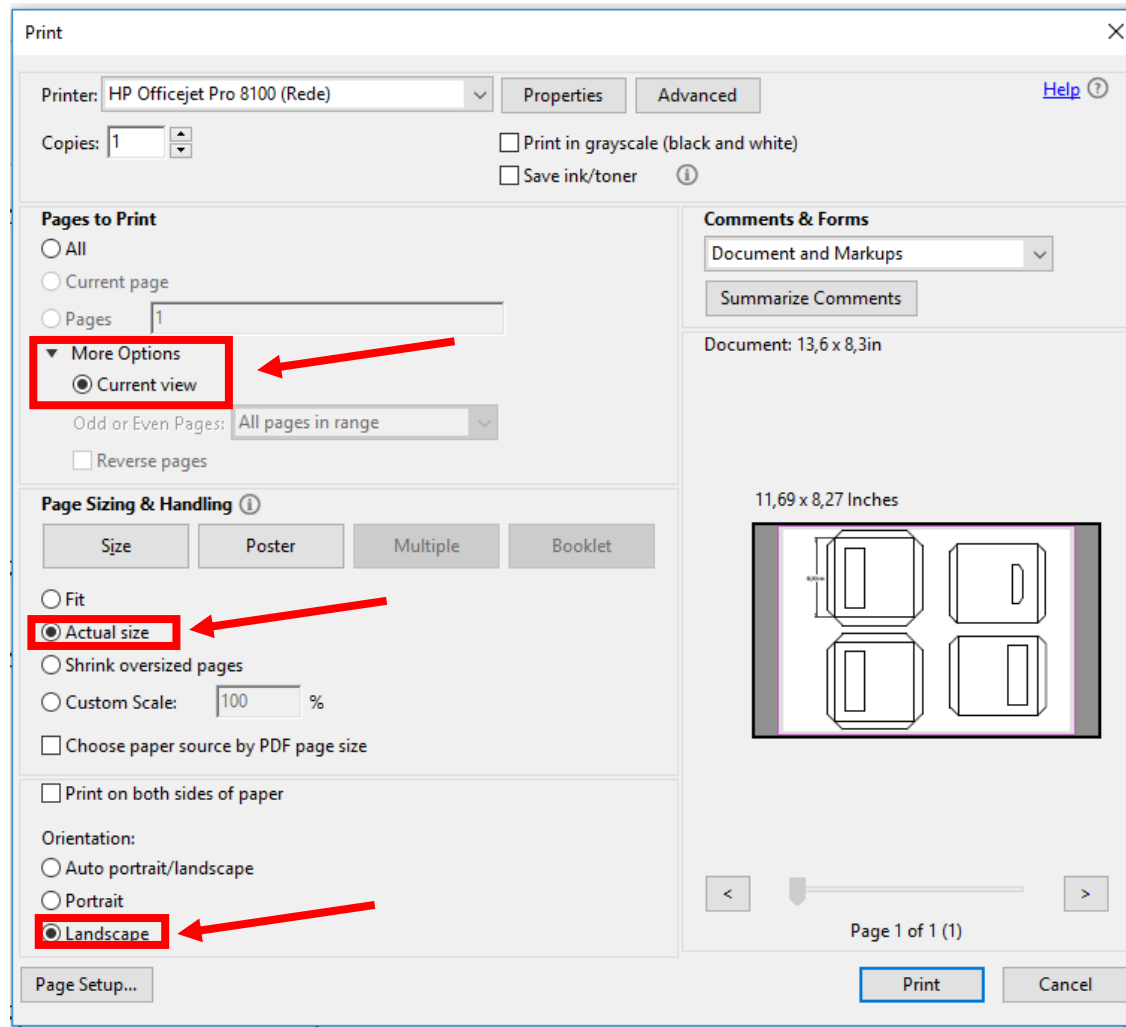 Print
Printer: HP Officejet Pro 8100 (Rede) Properties Advanced Help
Copies: 1
Print in grayscale (black and white)
Save ink/toner
Pages to Print
All
Current page
Pages 1
More Options
Current view
Odd or Even Pages: All pages in range
Reverse pages
Page Sizing & Handling
Size Poster Multiple Booklet
Fit
Actual size
Shrink oversized pages
Custom Scale: 100 %
Choose paper source by PDF page size
Print on both sides of paper
Orientation:
Auto portrait/landscape
Portrait
Landscape
Comments & Forms
Document and Markups
Summarize Comments
Document: 13,6 x 8,3in
11,69 x 8,27 Inches
< >
Page 1 of 1 (1)
Page Setup... Print Cancel